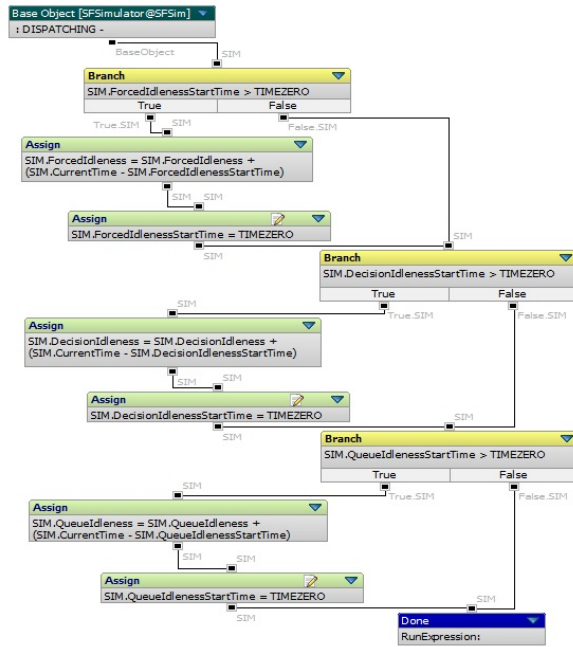 Base Object [SFSimulator@SFSim]
: DISPATCHING -
BaseObject
SIM
Branch
SIM.ForcedIdlenessStartTime > TIMEZERO
True False
True.SIM SIM False.SIM
Assign
SIM.ForcedIdleness = SIM.ForcedIdleness +
(SIM.CurrentTime - SIM.ForcedIdlenessStartTime)
SIM SIM
Assign
SIM.ForcedIdlenessStartTime = TIMEZERO
SIM
SIM
Branch
SIM.DecisionIdlenessStartTime > TIMEZERO
True False
SIM True.SIM False.SIM
Assign
SIM.DecisionIdleness = SIM.DecisionIdleness +
(SIM.CurrentTime - SIM.DecisionIdlenessStartTime)
SIM SIM
Assign
SIM.DecisionIdlenessStartTime = TIMEZERO
SIM
SIM
Branch
SIM.QueueIdlenessStartTime > TIMEZERO
True False
SIM True.SIM False.SIM
Assign
SIM.QueueIdleness = SIM.QueueIdleness +
(SIM.CurrentTime - SIM.QueueIdlenessStartTime)
SIM SIM
Assign
SIM.QueueIdlenessStartTime = TIMEZERO
SIM
SIM
Done
RunExpression: